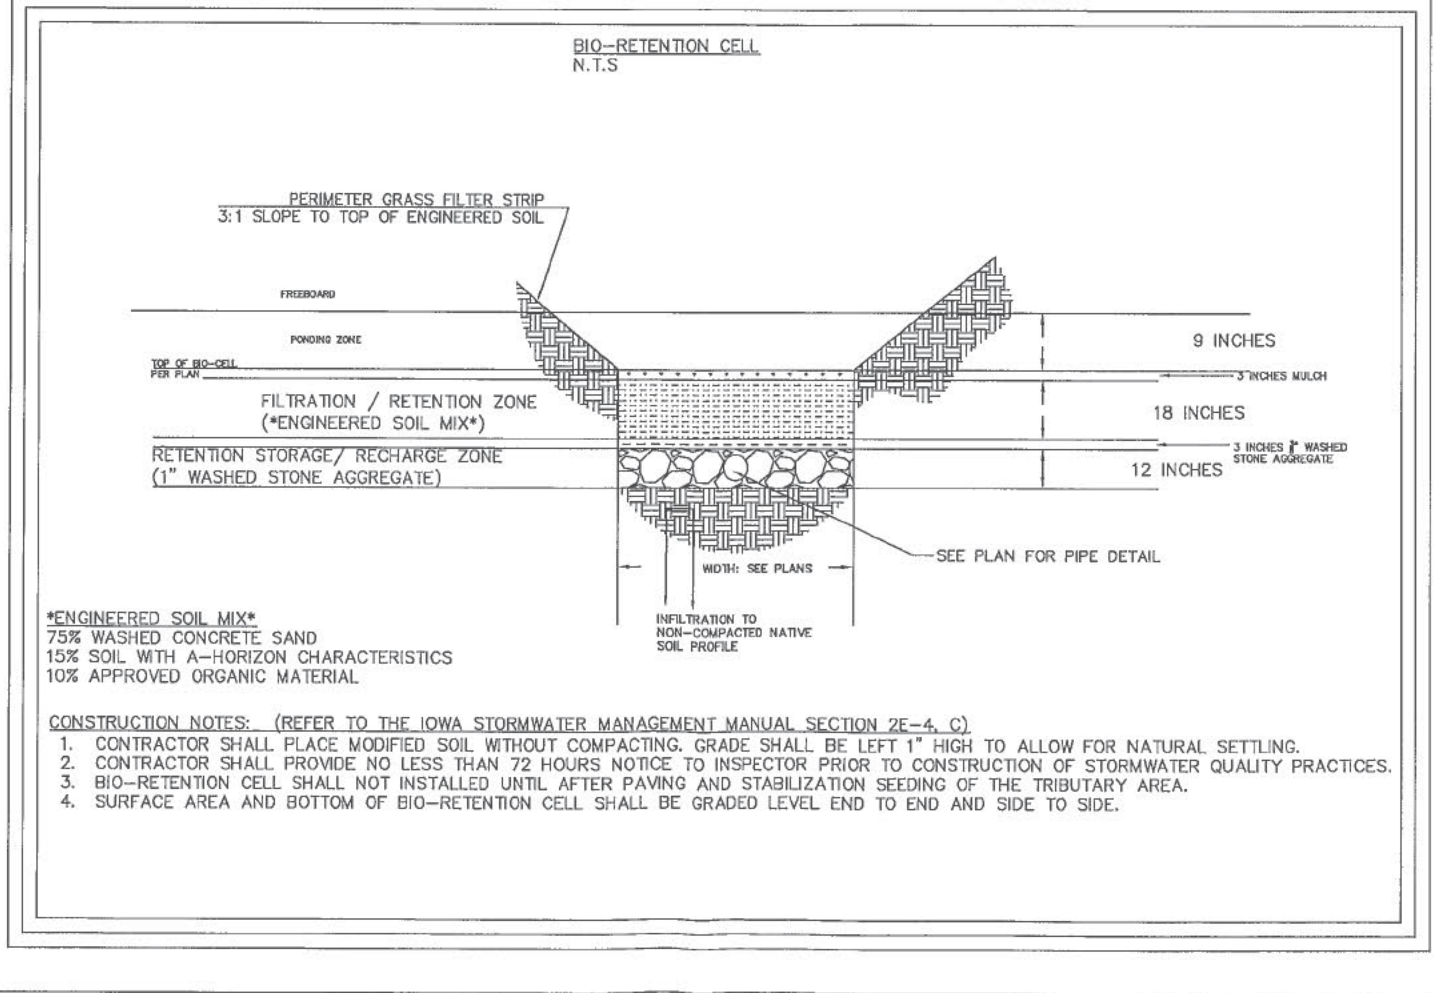 BIO-RETENTION CELL
N.T.S
PERIMETER GRASS FILTER STRIP
3:1 SLOPE TO TOP OF ENGINEERED SOIL
FREEBOARD
PONDING ZONE
9 INCHES
TOP OF BIO-CELL
PER PLAN
3 INCHES MULCH
FILTRATION / RETENTION ZONE
(*ENGINEERED SOIL MIX*)
18 INCHES
RETENTION STORAGE/ RECHARGE ZONE
(1" WASHED STONE AGGREGATE)
3 INCHES WASHED
STONE AGGREGATE
12 INCHES
SEE PLAN FOR PIPE DETAIL
WIDTH: SEE PLANS
INFILTRATION TO
NON-COMPACTED NATIVE
SOIL PROFILE
*ENGINEERED SOIL MIX*
75% WASHED CONCRETE SAND
15% SOIL WITH A-HORIZON CHARACTERISTICS
10% APPROVED ORGANIC MATERIAL
CONSTRUCTION NOTES: (REFER TO THE IOWA STORMWATER MANAGEMENT MANUAL SECTION 2E-4, C)
1. CONTRACTOR SHALL PLACE MODIFIED SOIL WITHOUT COMPACTING. GRADE SHALL BE LEFT 1" HIGH TO ALLOW FOR NATURAL SETTLING.
2. CONTRACTOR SHALL PROVIDE NO LESS THAN 72 HOURS NOTICE TO INSPECTOR PRIOR TO CONSTRUCTION OF STORMWATER QUALITY PRACTICES.
3. BIO-RETENTION CELL SHALL NOT INSTALLED UNTIL AFTER PAVING AND STABILIZATION SEEDING OF THE TRIBUTARY AREA.
4. SURFACE AREA AND BOTTOM OF BIO-RETENTION CELL SHALL BE GRADED LEVEL END TO END AND SIDE TO SIDE.